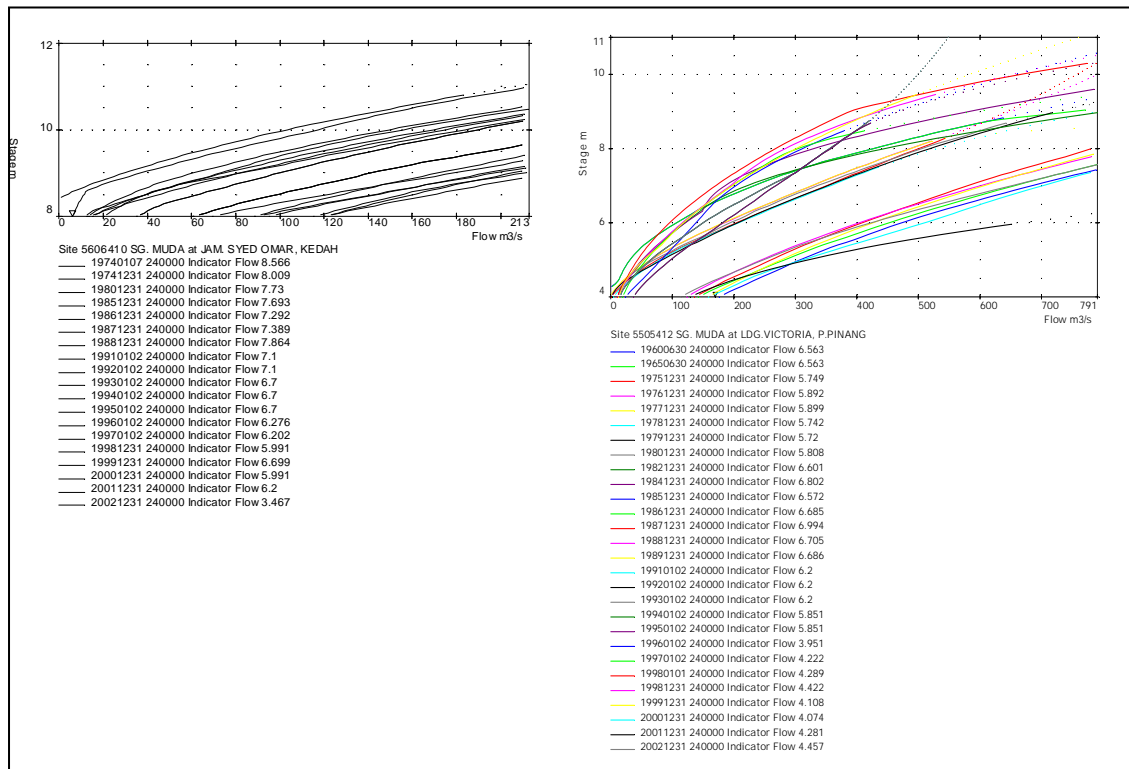 12
10
8
Stage m
0 20 40 60 80 100 120 140 160 180 213
Flow m3/s
Site 5606410 SG. MUDA at JAM. SYED OMAR, KEDAH
19740107 240000 Indicator Flow 8.566
19741231 240000 Indicator Flow 8.009
19801231 240000 Indicator Flow 7.73
19851231 240000 Indicator Flow 7.693
19861231 240000 Indicator Flow 7.292
19871231 240000 Indicator Flow 7.389
19881231 240000 Indicator Flow 7.864
19910102 240000 Indicator Flow 7.1
19920102 240000 Indicator Flow 7.1
19930102 240000 Indicator Flow 6.7
19940102 240000 Indicator Flow 6.7
19950102 240000 Indicator Flow 6.7
19960102 240000 Indicator Flow 6.276
19970102 240000 Indicator Flow 6.202
19981231 240000 Indicator Flow 5.991
19991231 240000 Indicator Flow 6.699
20001231 240000 Indicator Flow 5.991
20011231 240000 Indicator Flow 6.2
20021231 240000 Indicator Flow 3.467
11
10
8
6
4
Stage m
0 100 200 300 400 500 600 700 791
Flow m3/s
Site 5505412 SG. MUDA at LDG.VICTORIA, P.PINANG
19600630 240000 Indicator Flow 6.563
19650630 240000 Indicator Flow 6.563
19751231 240000 Indicator Flow 5.749
19761231 240000 Indicator Flow 5.892
19771231 240000 Indicator Flow 5.899
19781231 240000 Indicator Flow 5.742
19791231 240000 Indicator Flow 5.72
19801231 240000 Indicator Flow 5.808
19821231 240000 Indicator Flow 6.601
19841231 240000 Indicator Flow 6.802
19851231 240000 Indicator Flow 6.572
19861231 240000 Indicator Flow 6.685
19871231 240000 Indicator Flow 6.994
19881231 240000 Indicator Flow 6.705
19891231 240000 Indicator Flow 6.686
19910102 240000 Indicator Flow 6.2
19920102 240000 Indicator Flow 6.2
19930102 240000 Indicator Flow 6.2
19940102 240000 Indicator Flow 5.851
19950102 240000 Indicator Flow 5.851
19960102 240000 Indicator Flow 3.951
19970102 240000 Indicator Flow 4.222
19980101 240000 Indicator Flow 4.289
19981231 240000 Indicator Flow 4.422
19991231 240000 Indicator Flow 4.108
20001231 240000 Indicator Flow 4.074
20011231 240000 Indicator Flow 4.281
20021231 240000 Indicator Flow 4.457